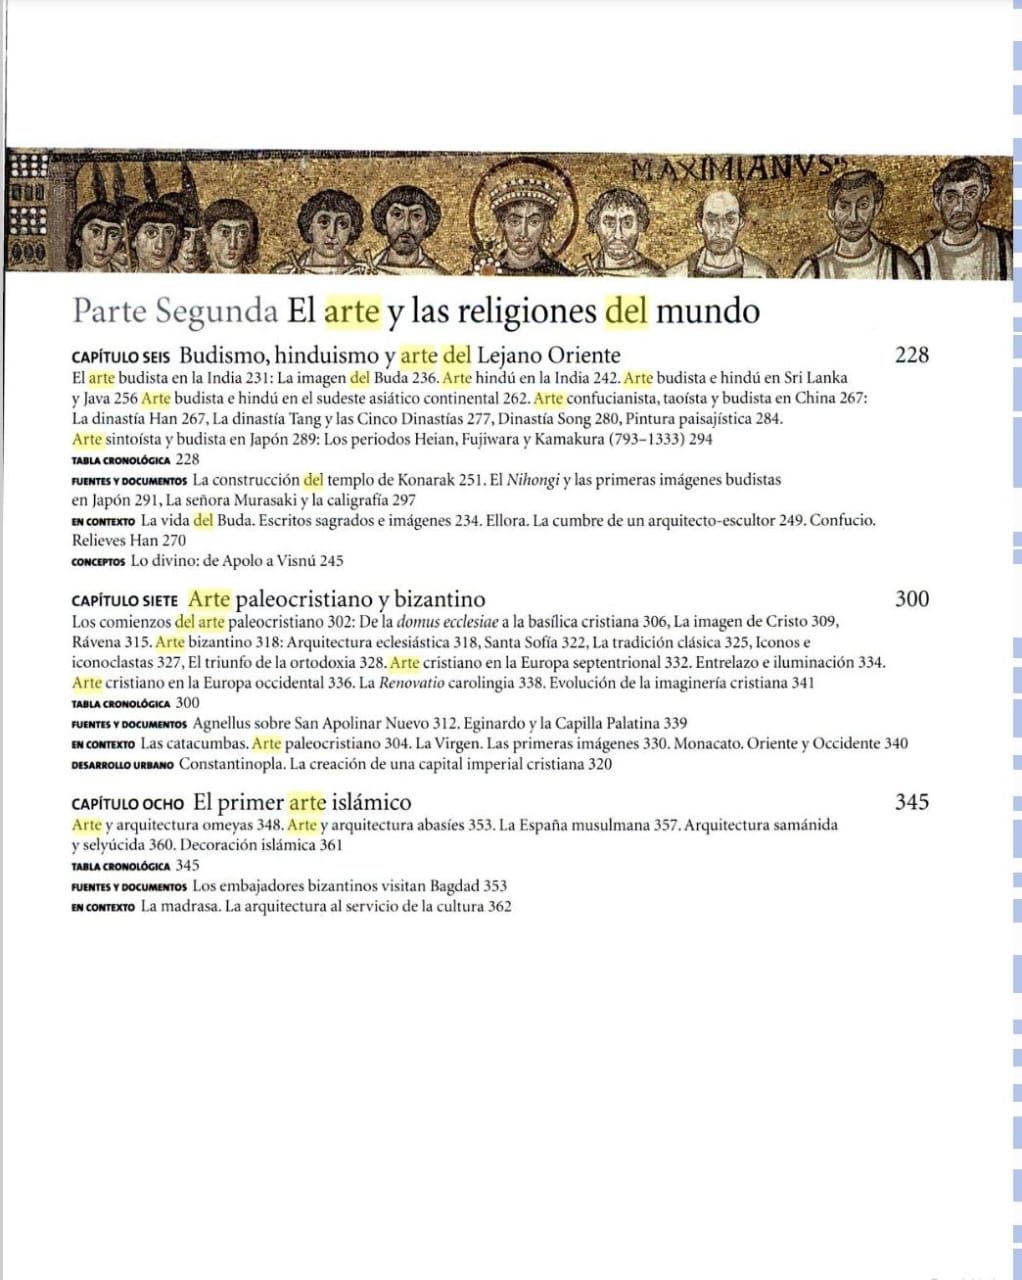 MAXIMIANVS
Parte Segunda El arte y las religiones del mundo
CAPÍTULO SEIS Budismo, hinduismo y arte del Lejano Oriente 228
El arte budista en la India 231: La imagen del Buda 236. Arte hindú en la India 242. Arte budista e hindú en Sri Lanka
y Java 256 Arte budista e hindú en el sudeste asiático continental 262. Arte confucianista, taoísta y budista en China 267:
La dinastía Han 267, La dinastía Tang y las Cinco Dinastías 277, Dinastía Song 280, Pintura paisajística 284.
Arte sintoísta y budista en Japón 289: Los periodos Heian, Fujiwara y Kamakura (793–1333) 294
TABLA CRONOLÓGICA 228
FUENTES Y DOCUMENTOS La construcción del templo de Konarak 251. El Nihongi y las primeras imágenes budistas
en Japón 291, La señora Murasaki y la caligrafía 297
EN CONTEXTO La vida del Buda. Escritos sagrados e imágenes 234. Ellora. La cumbre de un arquitecto-escultor 249. Confucio.
Relieves Han 270
CONCEPTOS Lo divino: de Apolo a Visnú 245
CAPÍTULO SIETE Arte paleocristiano y bizantino 300
Los comienzos del arte paleocristiano 302: De la domus ecclesiae a la basílica cristiana 306, La imagen de Cristo 309,
Rávena 315. Arte bizantino 318: Arquitectura eclesiástica 318, Santa Sofía 322, La tradición clásica 325, Iconos e
iconoclastas 327, El triunfo de la ortodoxia 328. Arte cristiano en la Europa septentrional 332. Entrelazo e iluminación 334.
Arte cristiano en la Europa occidental 336. La Renovatio carolingia 338. Evolución de la imaginería cristiana 341
TABLA CRONOLÓGICA 300
FUENTES Y DOCUMENTOS Agnellus sobre San Apolinar Nuevo 312. Eginardo y la Capilla Palatina 339
EN CONTEXTO Las catacumbas. Arte paleocristiano 304. La Virgen. Las primeras imágenes 330. Monacato. Oriente y Occidente 340
DESARROLLO URBANO Constantinopla. La creación de una capital imperial cristiana 320
CAPÍTULO OCHO El primer arte islámico 345
Arte y arquitectura omeyas 348. Arte y arquitectura abasíes 353. La España musulmana 357. Arquitectura samánida
y selyúcida 360. Decoración islámica 361
TABLA CRONOLÓGICA 345
FUENTES Y DOCUMENTOS Los embajadores bizantinos visitan Bagdad 353
EN CONTEXTO La madrasa. La arquitectura al servicio de la cultura 362